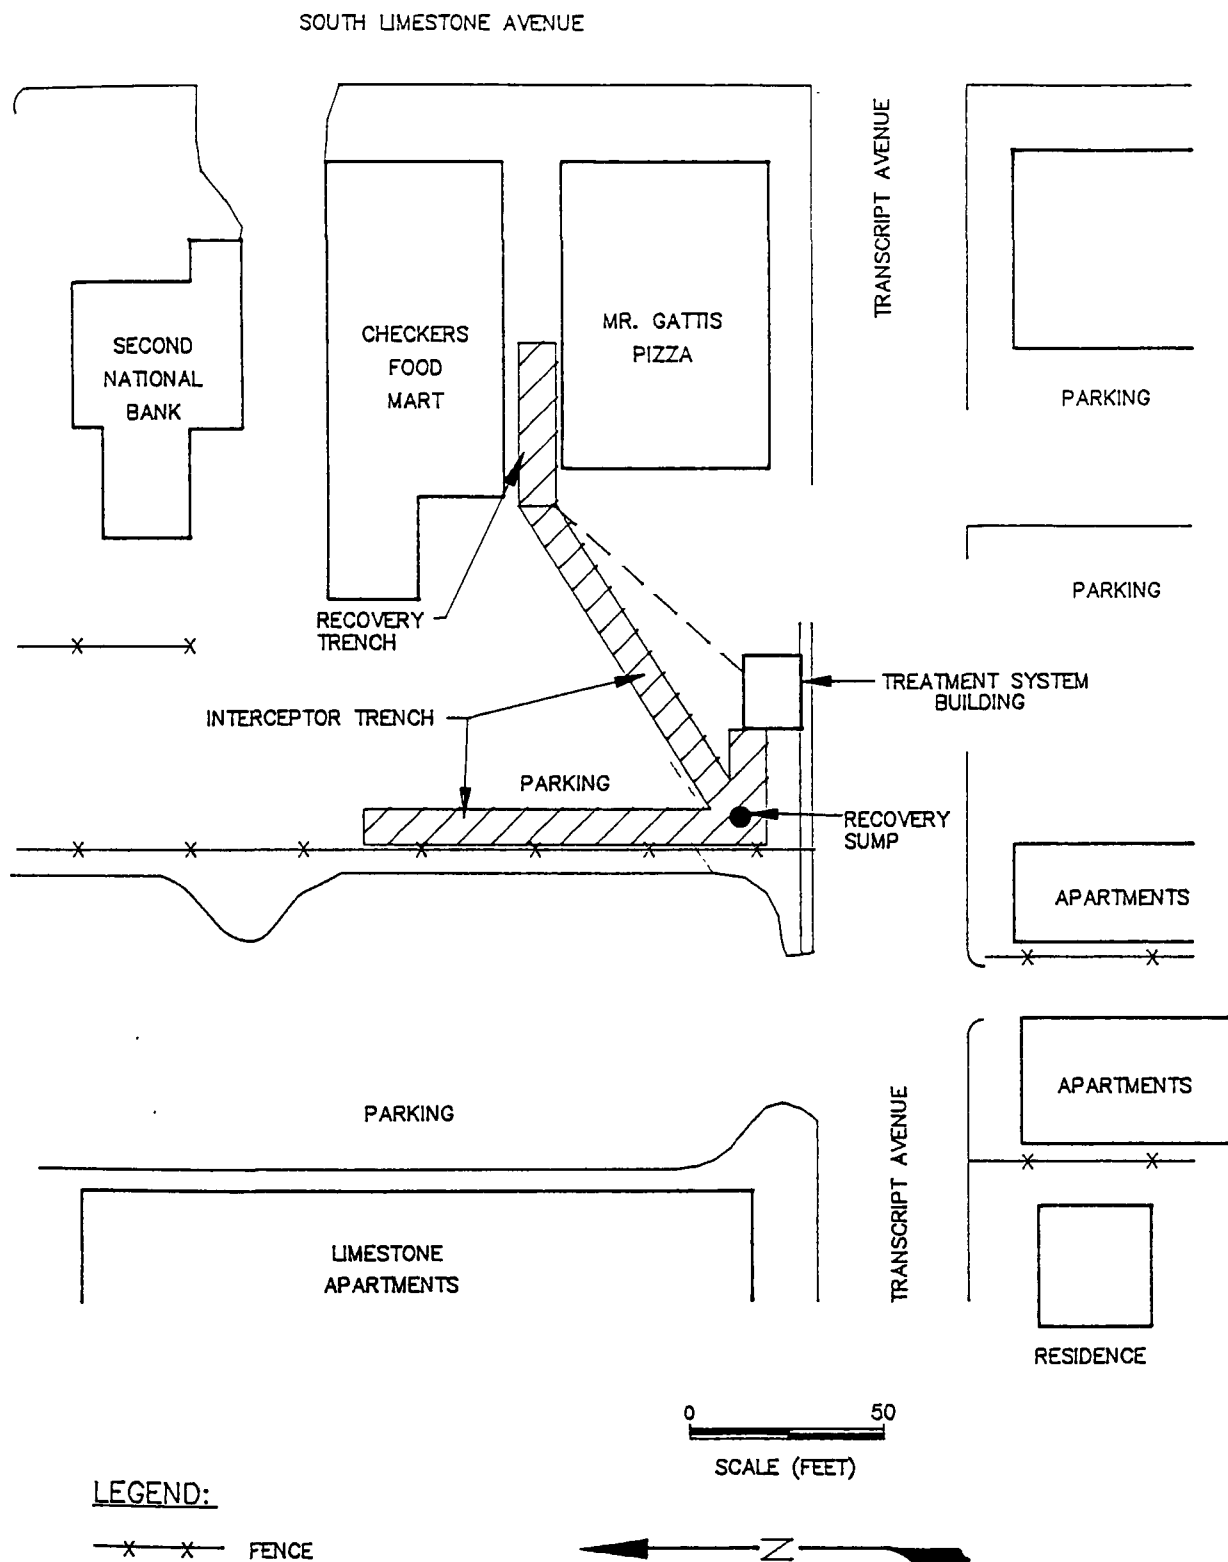 SOUTH LIMESTONE AVENUE
TRANSCRIPT AVENUE
SECOND
NATIONAL
BANK
CHECKERS
FOOD
MART
MR. GATTIS
PIZZA
PARKING
PARKING
RECOVERY
TRENCH
TREATMENT SYSTEM
BUILDING
INTERCEPTOR TRENCH
PARKING
RECOVERY
SUMP
APARTMENTS
APARTMENTS
PARKING
TRANSCRIPT AVENUE
LIMESTONE
APARTMENTS
RESIDENCE
0 50
SCALE (FEET)
LEGEND:
X X FENCE
Z